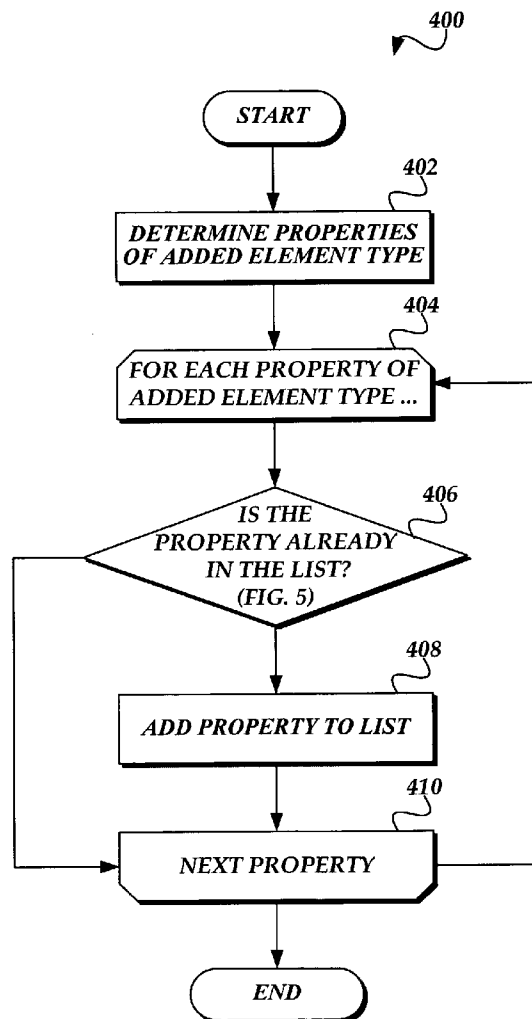 400
START
402
DETERMINE PROPERTIES
OF ADDED ELEMENT TYPE
404
FOR EACH PROPERTY OF
ADDED ELEMENT TYPE ...
406
IS THE
PROPERTY ALREADY
IN THE LIST?
(FIG. 5)
408
ADD PROPERTY TO LIST
410
NEXT PROPERTY
END